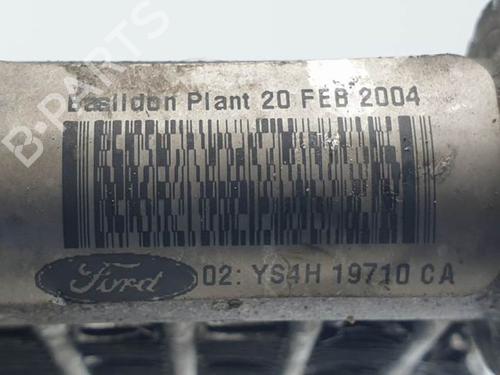 Basildon Plant 20 FEB 2004
Ford 02: YS4H 19710 CA
B-PARTS